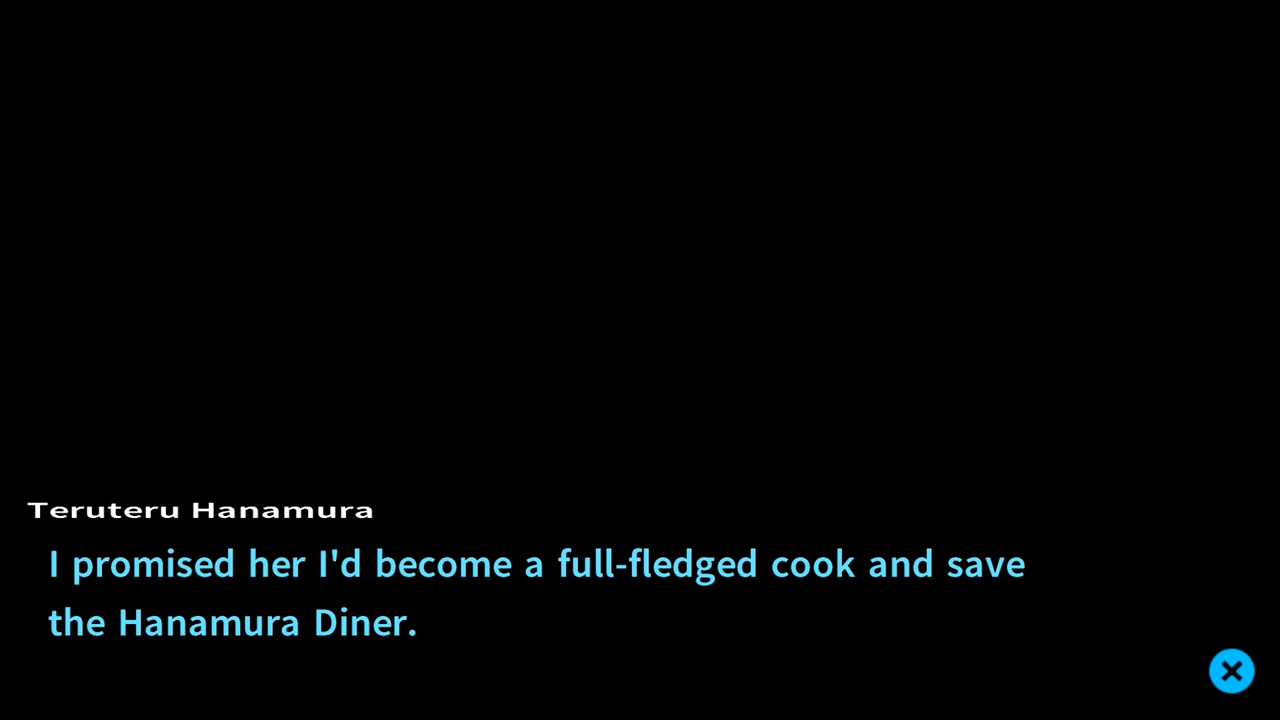 Teruteru Hanamura
I promised her I'd become a full-fledged cook and save
the Hanamura Diner.